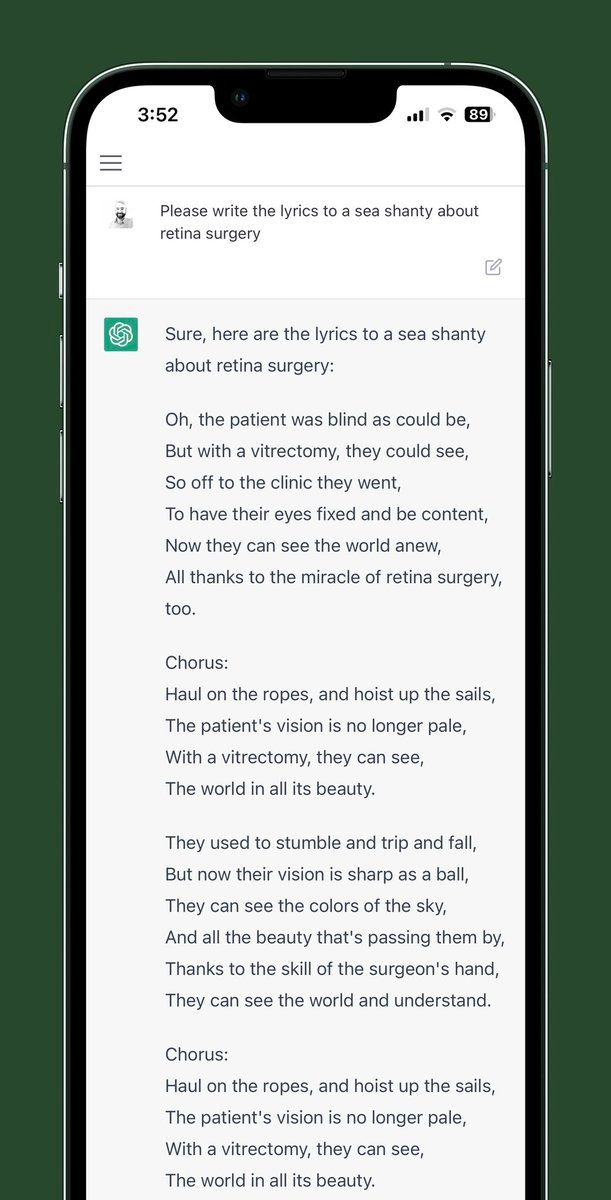 3:52
89
Please write the lyrics to a sea shanty about
retina surgery
Sure, here are the lyrics to a sea shanty
about retina surgery:
Oh, the patient was blind as could be,
But with a vitrectomy, they could see,
So off to the clinic they went,
To have their eyes fixed and be content,
Now they can see the world anew,
All thanks to the miracle of retina surgery,
too.
Chorus:
Haul on the ropes, and hoist up the sails,
The patient's vision is no longer pale,
With a vitrectomy, they can see,
The world in all its beauty.
They used to stumble and trip and fall,
But now their vision is sharp as a ball,
They can see the colors of the sky,
And all the beauty that's passing them by,
Thanks to the skill of the surgeon's hand,
They can see the world and understand.
Chorus:
Haul on the ropes, and hoist up the sails,
The patient's vision is no longer pale,
With a vitrectomy, they can see,
The world in all its beauty.